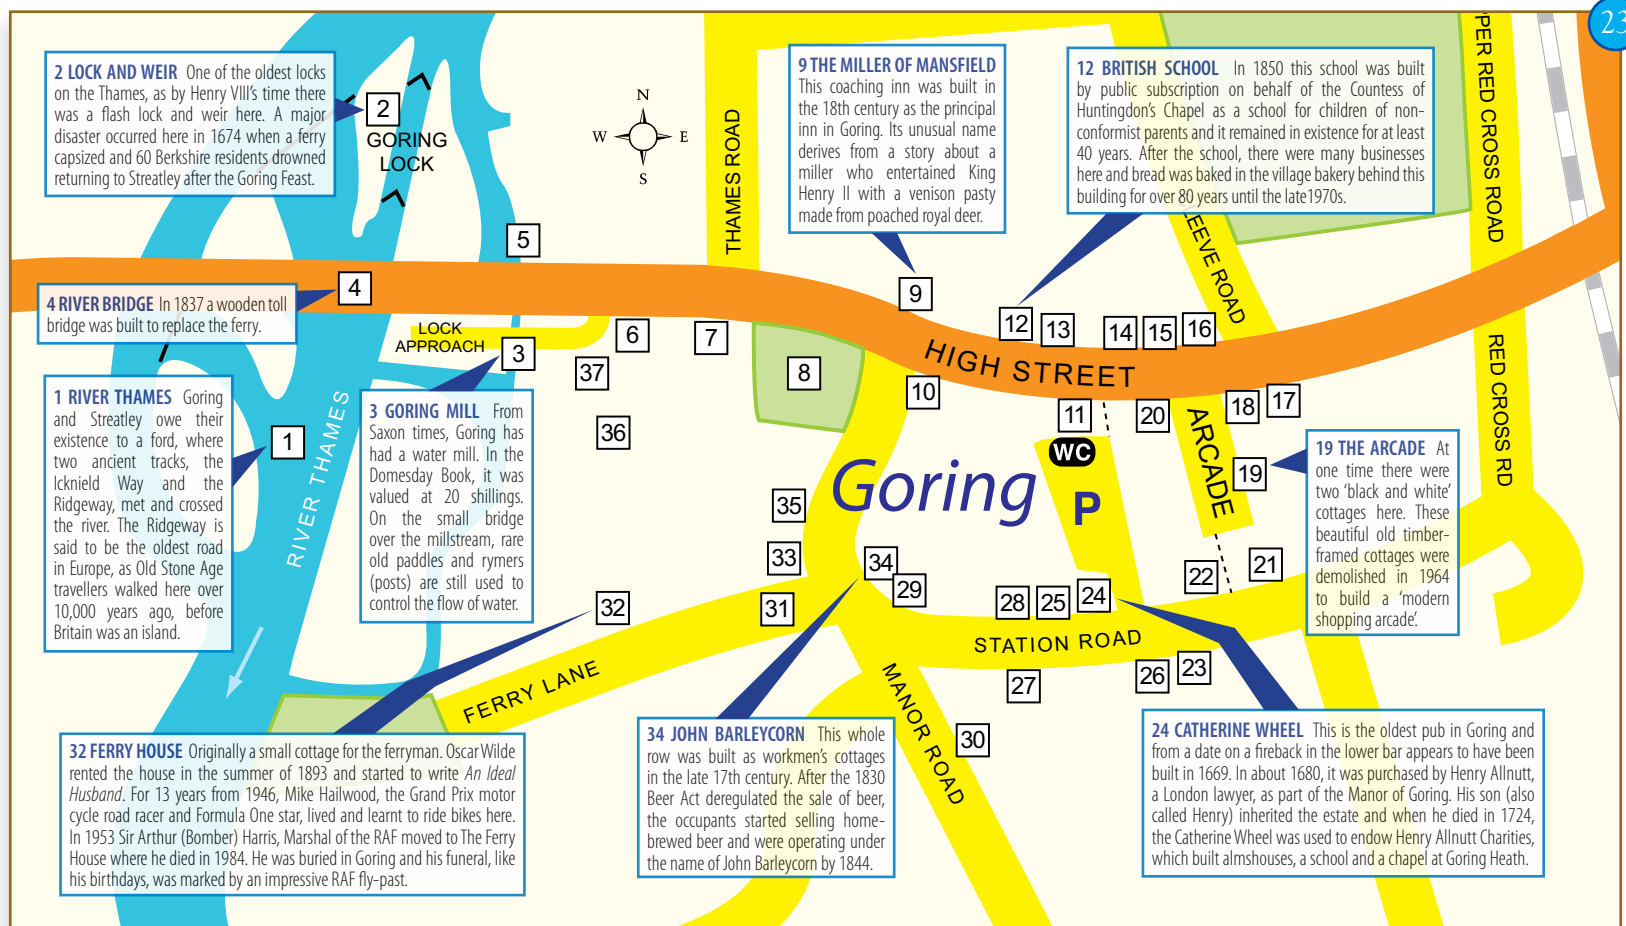 23
2 LOCK AND WEIR One of the oldest locks
on the Thames, as by Henry VIII's time there
was a flash lock and weir here. A major
disaster occurred here in 1674 when a ferry
capsized and 60 Berkshire residents drowned
returning to Streatley after the Goring Feast.
2
GORING
LOCK
N
W E
S
THAMES ROAD
9 THE MILLER OF MANSFIELD
This coaching inn was built in
the 18th century as the principal
inn in Goring. Its unusual name
derives from a story about a
miller who entertained King
Henry II with a venison pasty
made from poached royal deer.
12 BRITISH SCHOOL In 1850 this school was built
by public subscription on behalf of the Countess of
Huntingdon's Chapel as a school for children of non-
conformist parents and it remained in existence for at least
40 years. After the school, there were many businesses
here and bread was baked in the village bakery behind this
building for over 80 years until the late1970s.
PER RED CROSS ROAD
LEEVE ROAD
5
4
9
4 RIVER BRIDGE In 1837 a wooden toll
bridge was built to replace the ferry.
LOCK
APPROACH
3
6
7
12
13
14
15
16
HIGH STREET
37
8
10
11
20
18
17
RED CROSS RD
1 RIVER THAMES Goring
and Streatley owe their
existence to a ford, where
two ancient tracks, the
Icknield Way and the
Ridgeway, met and crossed
the river. The Ridgeway is
said to be the oldest road
in Europe, as Old Stone Age
travellers walked here over
10,000 years ago, before
Britain was an island.
1
RIVER THAMES
3 GORING MILL From
Saxon times, Goring has
had a water mill. In the
Domesday Book, it was
valued at 20 shillings.
On the small bridge
over the millstream, rare
old paddles and rymers
(posts) are still used to
control the flow of water.
36
35
Goring
WC
P
ARCADE
19
19 THE ARCADE At
one time there were
two 'black and white'
cottages here. These
beautiful old timber-
framed cottages were
demolished in 1964
to build a 'modern
shopping arcade'.
33
34
29
32
31
28
25
24
22
21
STATION ROAD
FERRY LANE
MANOR ROAD
27
26
23
30
32 FERRY HOUSE Originally a small cottage for the ferryman. Oscar Wilde
rented the house in the summer of 1893 and started to write An Ideal
Husband. For 13 years from 1946, Mike Hailwood, the Grand Prix motor
cycle road racer and Formula One star, lived and learnt to ride bikes here.
In 1953 Sir Arthur (Bomber) Harris, Marshal of the RAF moved to The Ferry
House where he died in 1984. He was buried in Goring and his funeral, like
his birthdays, was marked by an impressive RAF fly-past.
34 JOHN BARLEYCORN This whole
row was built as workmen's cottages
in the late 17th century. After the 1830
Beer Act deregulated the sale of beer,
the occupants started selling home-
brewed beer and were operating under
the name of John Barleycorn by 1844.
24 CATHERINE WHEEL This is the oldest pub in Goring and
from a date on a fireback in the lower bar appears to have been
built in 1669. In about 1680, it was purchased by Henry Allnutt,
a London lawyer, as part of the Manor of Goring. His son (also
called Henry) inherited the estate and when he died in 1724,
the Catherine Wheel was used to endow Henry Allnutt Charities,
which built almshouses, a school and a chapel at Goring Heath.